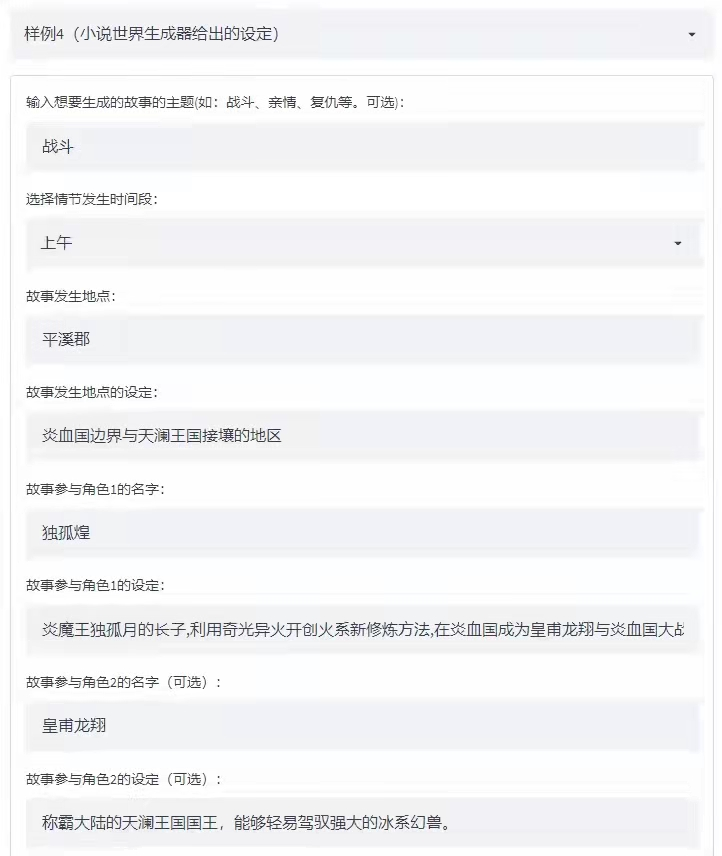 样例4（小说世界生成器给出的设定）
输入想要生成的故事的主题(如：战斗、亲情、复仇等。可选)：
战斗
选择情节发生时间段：
上午
故事发生地点：
平溪郡
故事发生地点的设定：
炎血国边界与天澜王国接壤的地区
故事参与角色1的名字：
独孤煌
故事参与角色1的设定：
炎魔王独孤月的长子,利用奇光异火开创火系新修炼方法,在炎血国成为皇甫龙翔与炎血国大战
故事参与角色2的名字（可选）：
皇甫龙翔
故事参与角色2的设定（可选）：
称霸大陆的天澜王国国王，能够轻易驾驭强大的冰系幻兽。